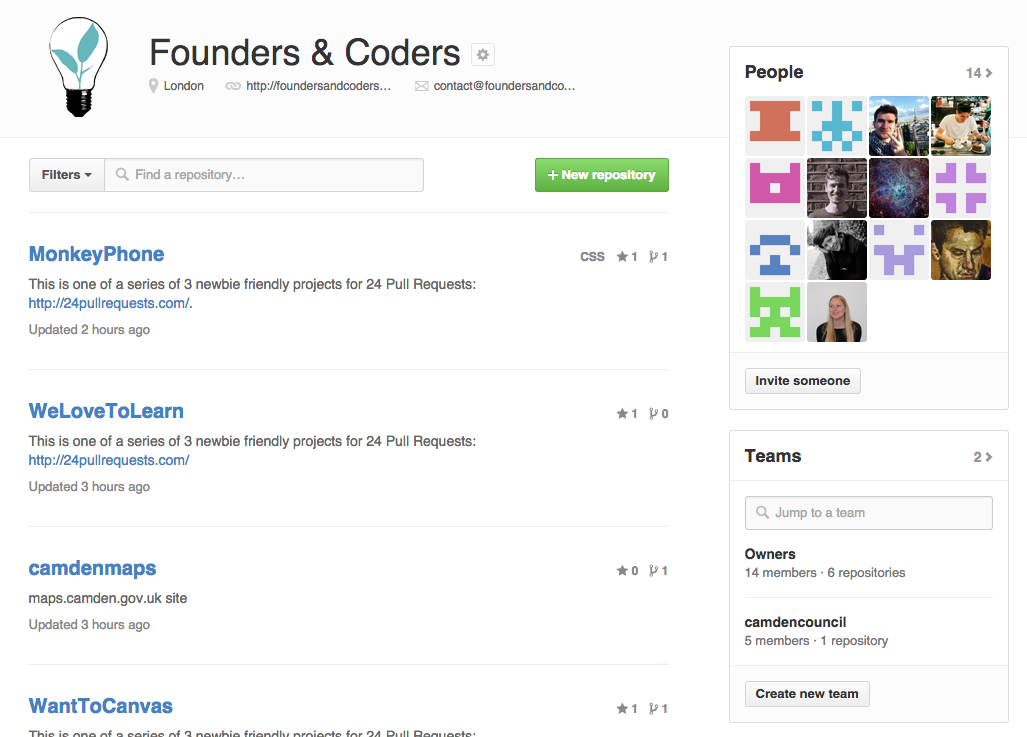 Founders & Coders
London http://foundersandcoders... contact@foundersandco...
Filters Find a repository... + New repository
MonkeyPhone CSS 1 1
This is one of a series of 3 newbie friendly projects for 24 Pull Requests:
http://24pullrequests.com/.
Updated 2 hours ago
WeLoveToLearn 1 0
This is one of a series of 3 newbie friendly projects for 24 Pull Requests:
http://24pullrequests.com/
Updated 3 hours ago
camdenmaps 0 1
maps.camden.gov.uk site
Updated 3 hours ago
WantToCanvas 1 1
This is one of a series of 3 newbie friendly projects for 24 Pull Requests:
People 14
Invite someone
Teams 2
Jump to a team
Owners
14 members · 6 repositories
camdencouncil
5 members · 1 repository
Create new team